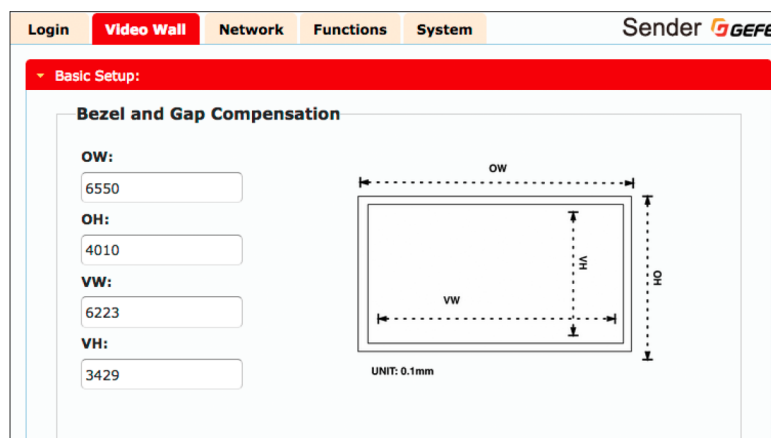 Login Video Wall Network Functions System Sender GEFE
Basic Setup:
Bezel and Gap Compensation
OW:
6550
OH:
4010
VW:
6223
VH:
3429
OW
VH
OH
VW
UNIT: 0.1mm